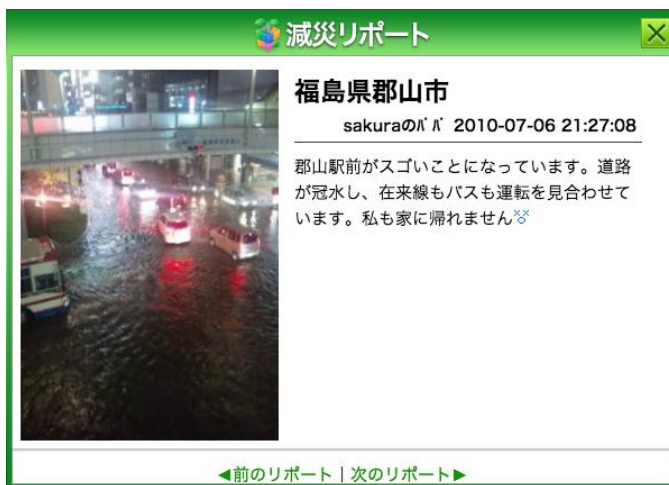 減災リポート
福島県郡山市
sakuraのﾊﾟﾊﾟ 2010-07-06 21:27:08
郡山駅前がスゴいことになっています。道路
が冠水し、在来線もバスも運転を見合わせて
います。私も家に帰れません
◀前のリポート | 次のリポート▶